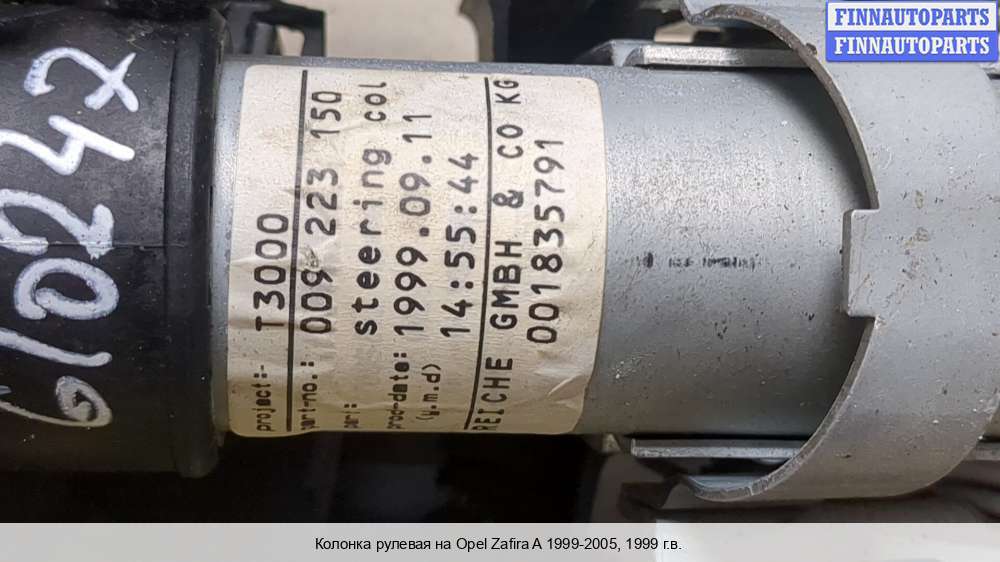 FINNAUTOPARTS
FINNAUTOPARTS
61024x
project:- T3000
part-no.: 009 223 150
part: steering col
prod-date: 1999.09.11
(y.m.d) 14:55:44
REICHE GMBH & CO KG
001835791
Колонка рулевая на Opel Zafira A 1999-2005, 1999 г.в.